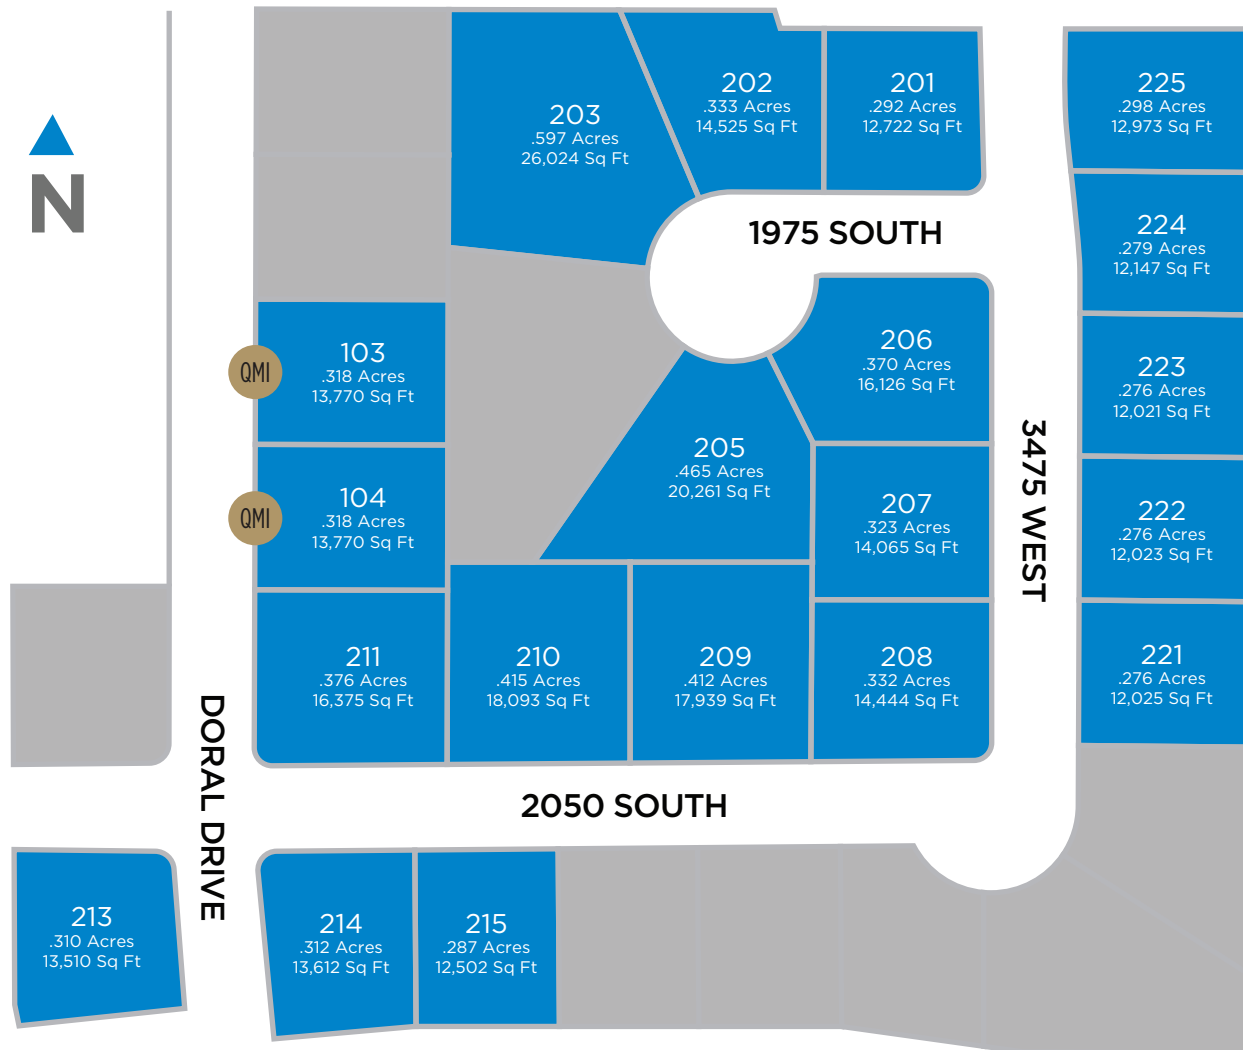 203
.597 Acres
26,024 Sq Ft
202
.333 Acres
14,525 Sq Ft
201
.292 Acres
12,722 Sq Ft
225
.298 Acres
12,973 Sq Ft
N
1975 SOUTH
224
.279 Acres
12,147 Sq Ft
QMI
103
.318 Acres
13,770 Sq Ft
206
.370 Acres
16,126 Sq Ft
223
.276 Acres
12,021 Sq Ft
QMI
104
.318 Acres
13,770 Sq Ft
205
.465 Acres
20,261 Sq Ft
207
.323 Acres
14,065 Sq Ft
3475 WEST
222
.276 Acres
12,023 Sq Ft
211
.376 Acres
16,375 Sq Ft
210
.415 Acres
18,093 Sq Ft
209
.412 Acres
17,939 Sq Ft
208
.332 Acres
14,444 Sq Ft
221
.276 Acres
12,025 Sq Ft
DORAL DRIVE
2050 SOUTH
213
.310 Acres
13,510 Sq Ft
214
.312 Acres
13,612 Sq Ft
215
.287 Acres
12,502 Sq Ft